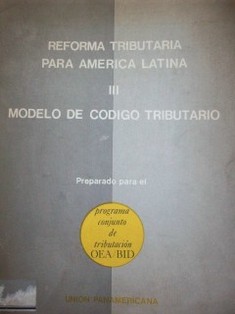 REFORMA TRIBUTARIA
PARA AMERICA LATINA
III
MODELO DE CODIGO TRIBUTARIO
Preparado para el
programa
conjunto
de
tributación
OEA/BID
UNION PANAMERICANA